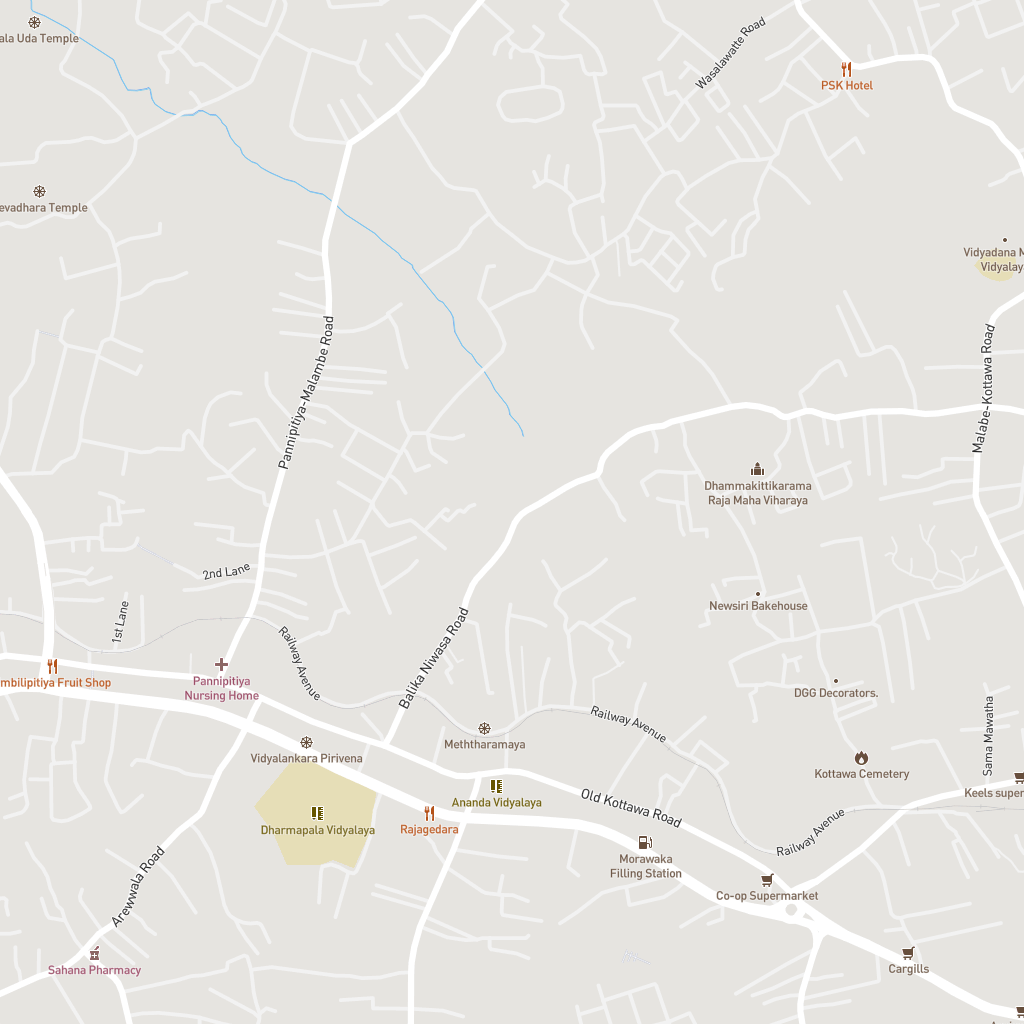 ala Uda Temple
Wasalawatte Road
PSK Hotel
evadhara Temple
Vidyadana M
Vidyalay
Pannipitiya-Malambe Road
Malabe-Kottawa Road
Dhammakittikarama
Raja Maha Viharaya
2nd Lane
1st Lane
Newsiri Bakehouse
Railway Avenue
Balika Niwasa Road
mbilipitiya Fruit Shop
Pannipitiya
Nursing Home
DGG Decorators.
Sama Mawatha
Railway Avenue
Meththaramaya
Vidyalankara Pirivena
Kottawa Cemetery
Keels super
Ananda Vidyalaya
Old Kottawa Road
Dharmapala Vidyalaya
Rajagedara
Railway Avenue
Morawaka
Filling Station
Arewwala Road
Co-op Supermarket
Sahana Pharmacy
Cargills